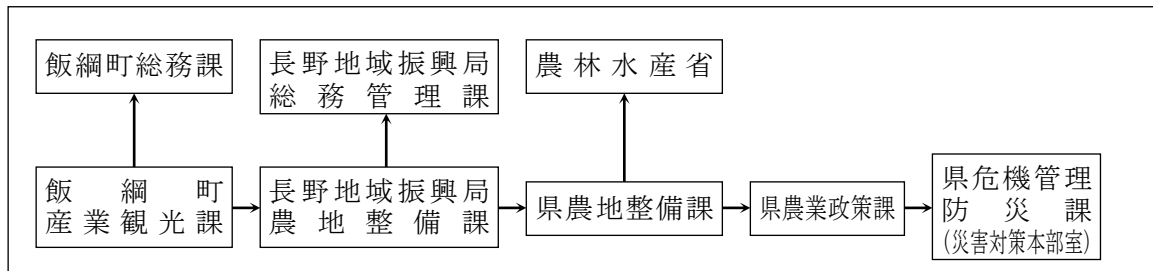 飯綱町総務課
長野地域振興局
総務管理課
農林水産省
飯綱町
産業観光課
長野地域振興局
農地整備課
県農地整備課
県農業政策課
県危機管理
防災課
(災害対策本部室)